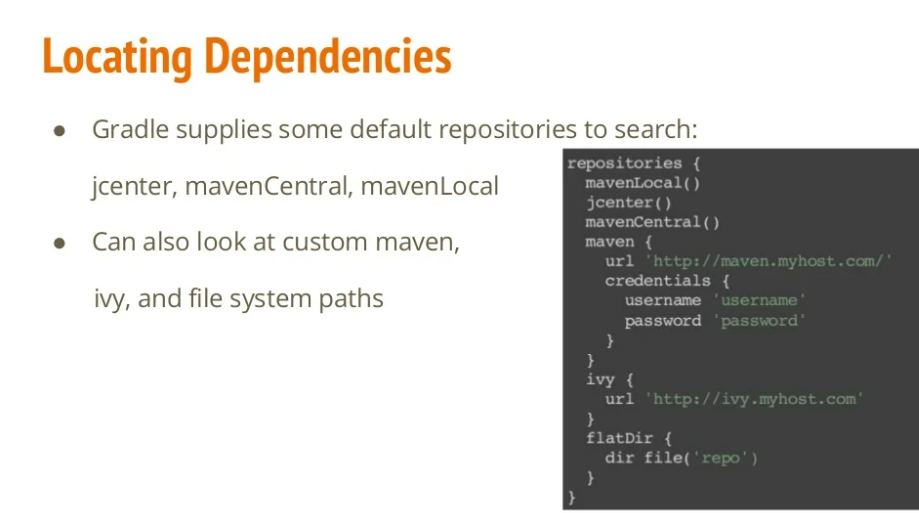 Locating Dependencies
● Gradle supplies some default repositories to search:
jcenter, mavenCentral, mavenLocal
● Can also look at custom maven,
ivy, and file system paths
repositories {
  mavenLocal()
  jcenter()
  mavenCentral()
  maven {
    url 'http://maven.myhost.com/'
    credentials {
      username 'username'
      password 'password'
    }
  }
  ivy {
    url 'http://ivy.myhost.com'
  }
  flatDir {
    dir file('repo')
  }
}